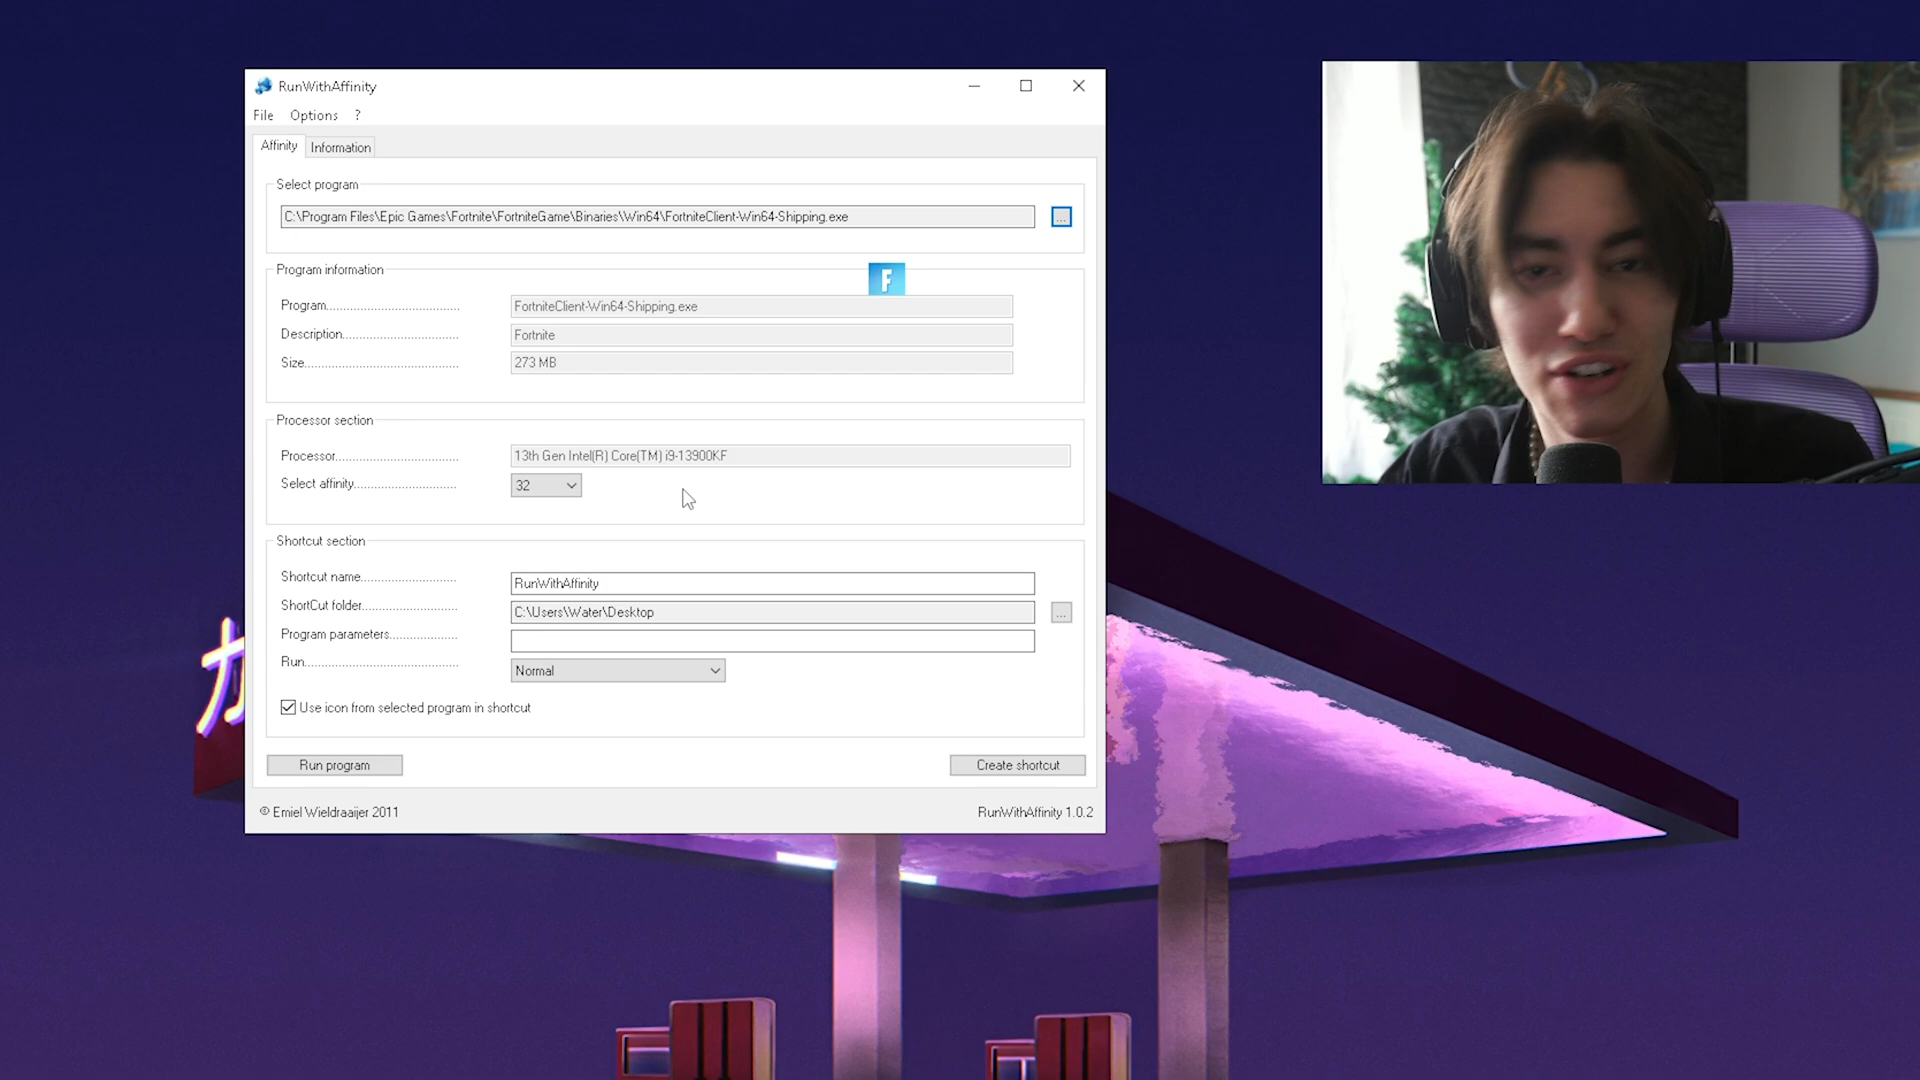 RunWithAffinity
File Options ?
Affinity Information
Select program
C:\Program Files\Epic Games\Fortnite\FortniteGame\Binaries\Win64\FortniteClient-Win64-Shipping.exe ...
F
Program information
Program.................................... FortniteClient-Win64-Shipping.exe
Description............................... Fortnite
Size......................................... FortniteClient 273 MB
Processor section
Processor................................. 13th Gen Intel(R) Core(TM) i9-13900KF
Select affinity............................ 32
Shortcut section
Shortcut name.......................... RunWithAffinity
ShortCut folder.......................... C:\Users\Water\Desktop ...
Program parameters...................
Run.......................................... Normal
Use icon from selected program in shortcut
Run program Create shortcut
© Emiel Wieldraaijer 2011 RunWithAffinity 1.0.2
カ